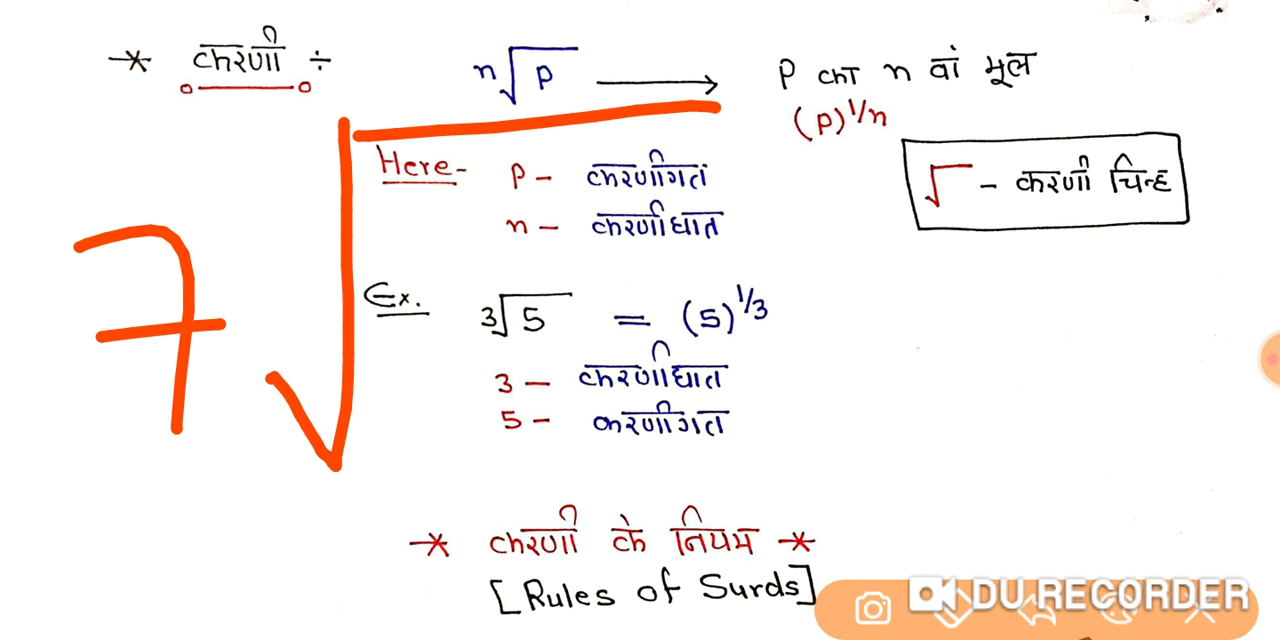 * करणी ÷ ⁿ√P → P का n वां मूल
(P)^1/n
Here- P - करणीगत
√ - करणी चिन्ह
n - करणीघात
7√
Ex. ³√5 = (5)^1/3
3 - करणीघात
5 - करणीगत
* करणी के नियम *
[Rules of Surds]
DU RECORDER